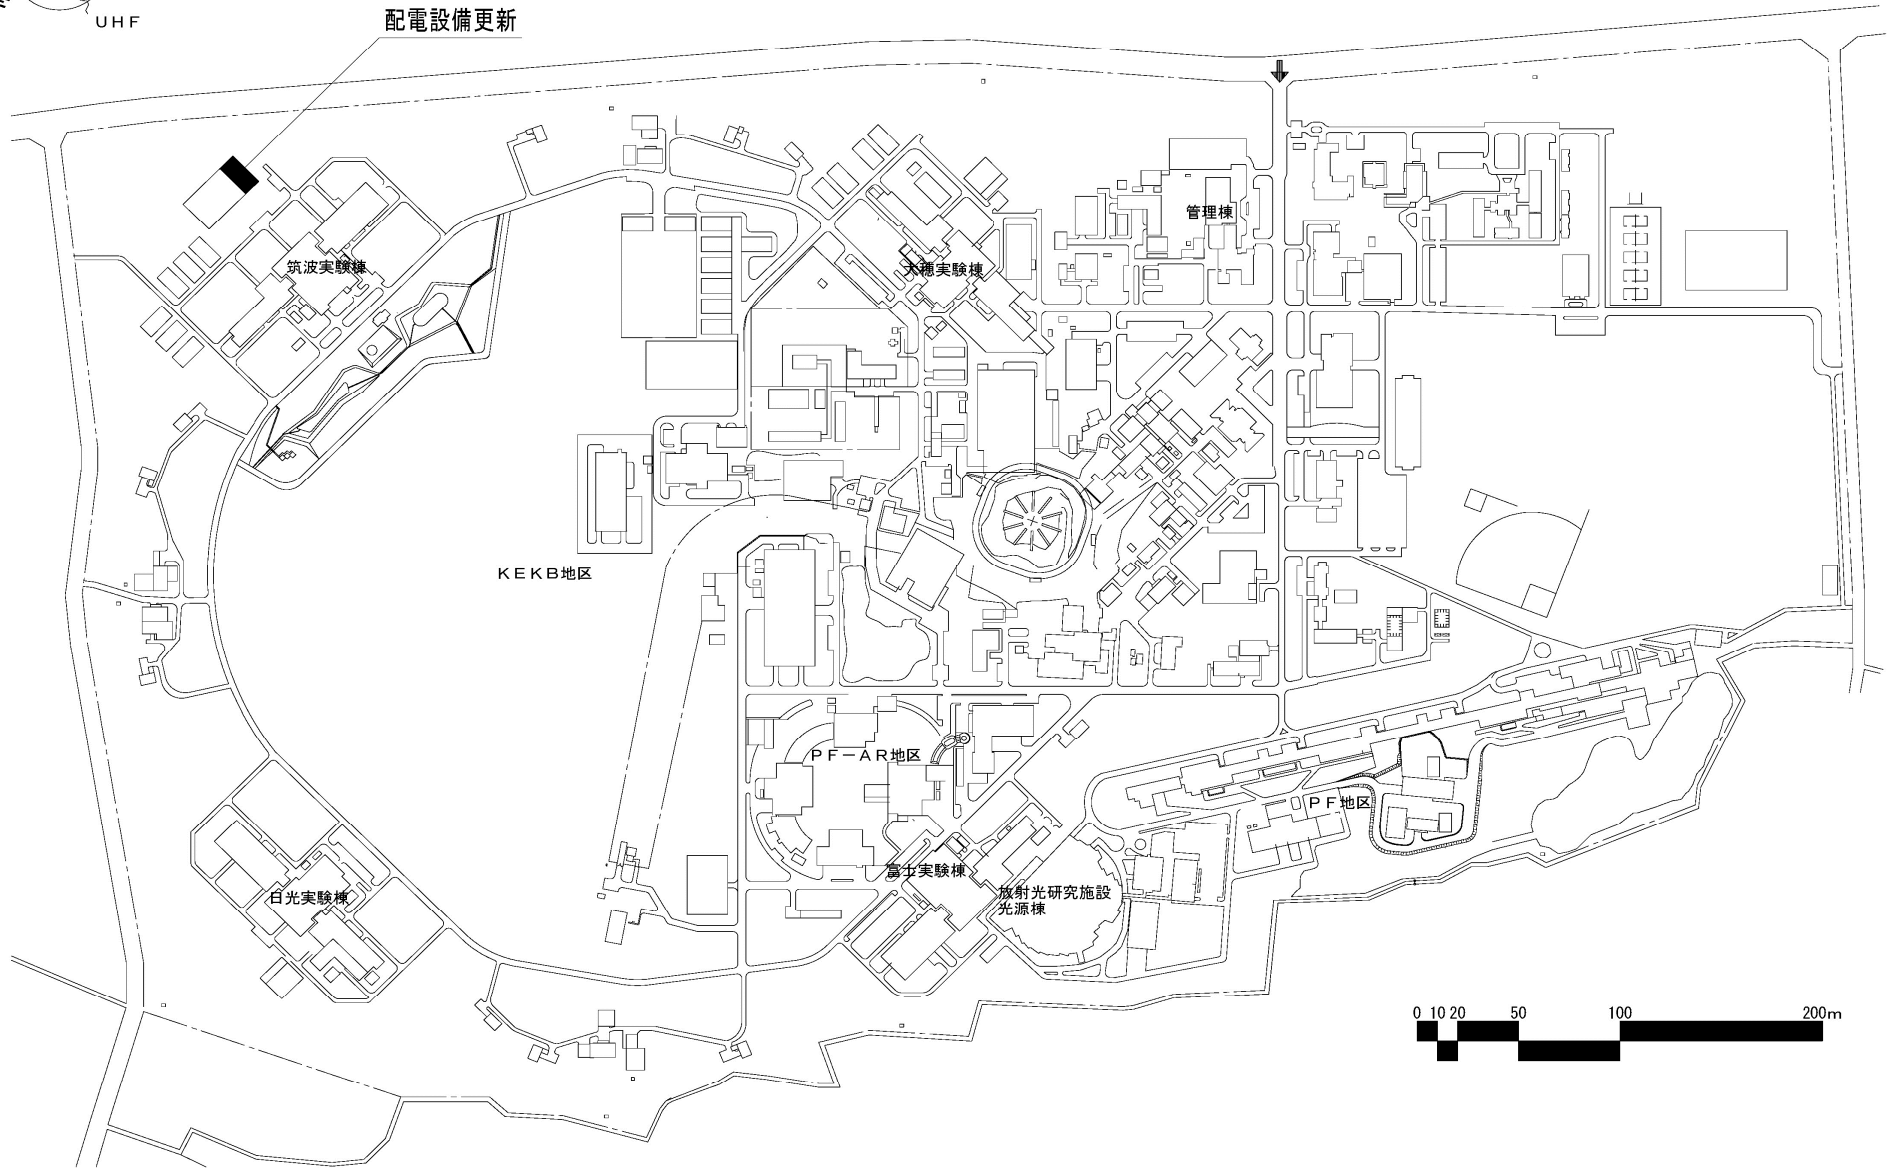 UHF
配電設備更新
管理棟
筑波実験棟
大穂実験棟
KEKB地区
PF－AR地区
PF地区
富士実験棟
放射光研究施設
光源棟
日光実験棟
0 10 20 50 100 200m